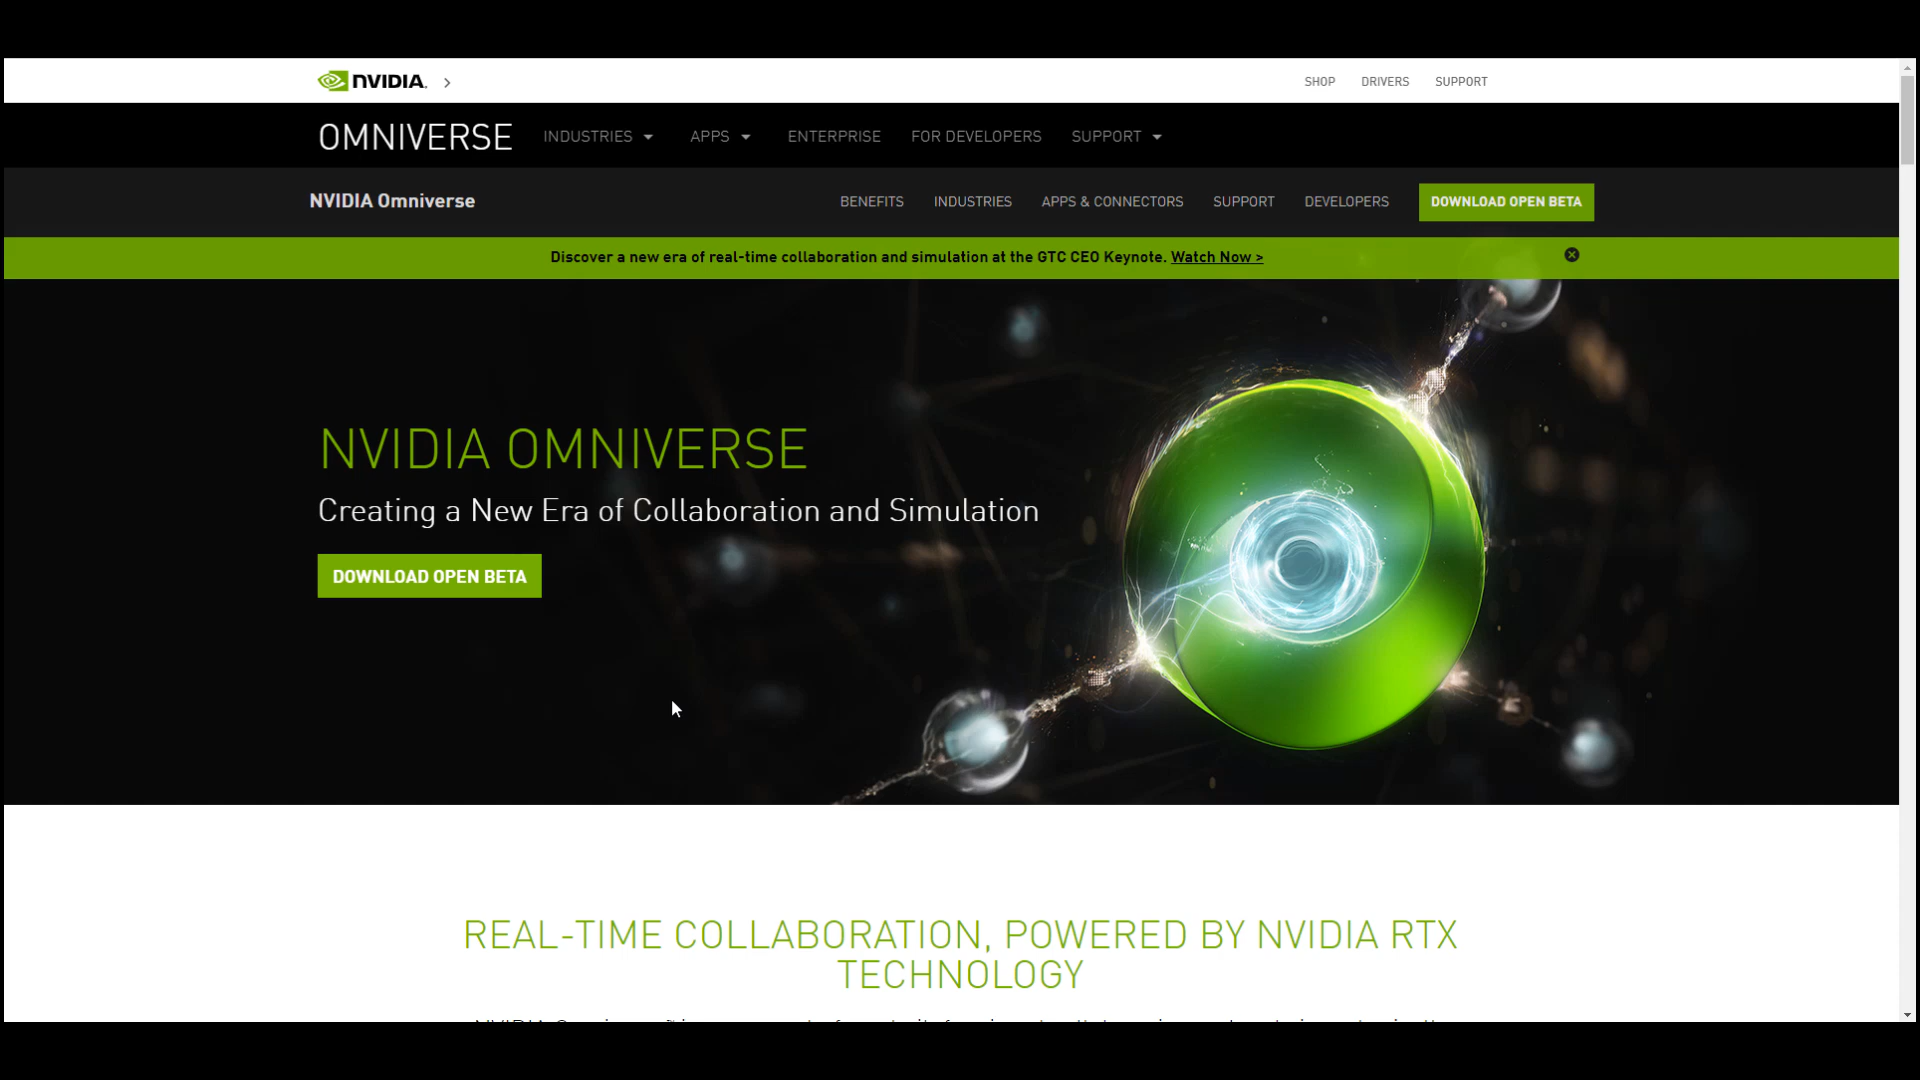 NVIDIA.
SHOP DRIVERS SUPPORT
OMNIVERSE INDUSTRIES APPS ENTERPRISE FOR DEVELOPERS SUPPORT
NVIDIA Omniverse BENEFITS INDUSTRIES APPS & CONNECTORS SUPPORT DEVELOPERS DOWNLOAD OPEN BETA
Discover a new era of real-time collaboration and simulation at the GTC CEO Keynote. Watch Now >
NVIDIA OMNIVERSE
Creating a New Era of Collaboration and Simulation
DOWNLOAD OPEN BETA
REAL-TIME COLLABORATION, POWERED BY NVIDIA RTX
TECHNOLOGY